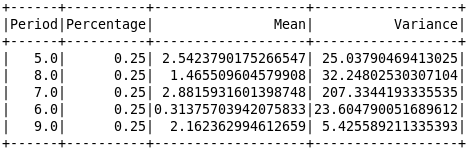 +------+----------+-------------------+------------------+
|Period|Percentage|               Mean|          Variance|
+------+----------+-------------------+------------------+
|   5.0|      0.25| 2.5423790175266547| 25.03790469413025|
|   8.0|      0.25|  1.465509604579908| 32.24802530307104|
|   7.0|      0.25| 2.8815931601398748| 207.3344193335535|
|   6.0|      0.25|0.31375703942075833|23.604790051689612|
|   9.0|      0.25|  2.162362994612659| 5.425589211335393|
+------+----------+-------------------+------------------+